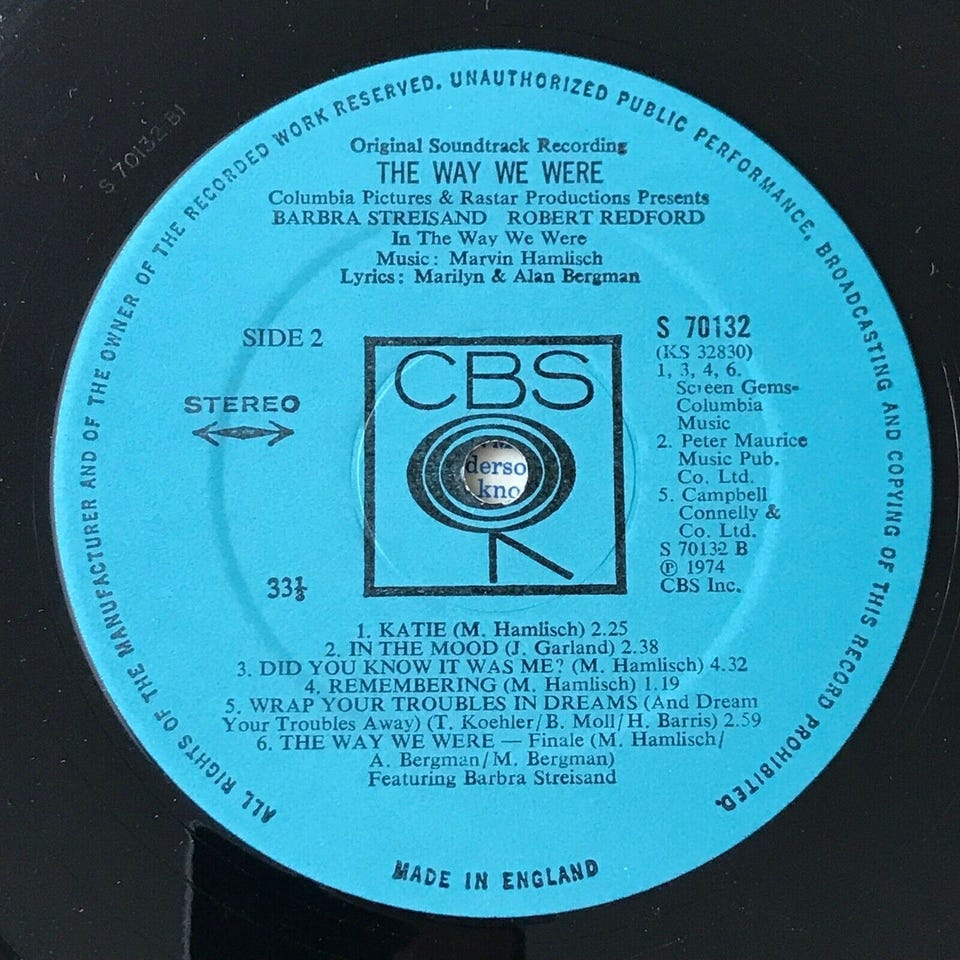 ALL RIGHTS OF THE MANUFACTURER AND OF THE OWNER OF THE RECORDED WORK RESERVED. UNAUTHORIZED PUBLIC PERFORMANCE, BROADCASTING AND COPYING OF THIS RECORD PROHIBITED.
S 70132 B1
Original Soundtrack Recording
THE WAY WE WERE
Columbia Pictures & Rastar Productions Presents
BARBRA STREISAND ROBERT REDFORD
In The Way We Were
Music: Marvin Hamlisch
Lyrics: Marilyn & Alan Bergman
SIDE 2
STEREO
33⅓
CBS
derso
kno
S 70132
(KS 32830)
1, 3, 4, 6.
Screen Gems-
Columbia
Music
2. Peter Maurice
Music Pub.
Co. Ltd.
5. Campbell
Connelly &
Co. Ltd.
S 70132 B
℗ 1974
CBS Inc.
1. KATIE (M. Hamlisch) 2.25
2. IN THE MOOD (J. Garland) 2.38
3. DID YOU KNOW IT WAS ME? (M. Hamlisch) 4.32
4. REMEMBERING (M. Hamlisch) 1.19
5. WRAP YOUR TROUBLES IN DREAMS (And Dream
Your Troubles Away) (T. Koehler/B. Moll/H. Barris) 2.59
6. THE WAY WE WERE — Finale (M. Hamlisch/
A. Bergman/M. Bergman)
Featuring Barbra Streisand
MADE IN ENGLAND